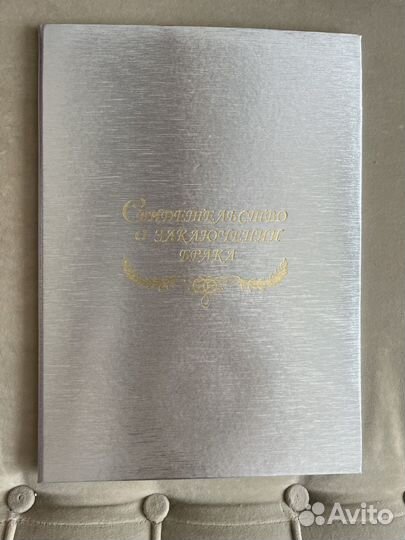 Свидетельство
о заключении
брака
Avito